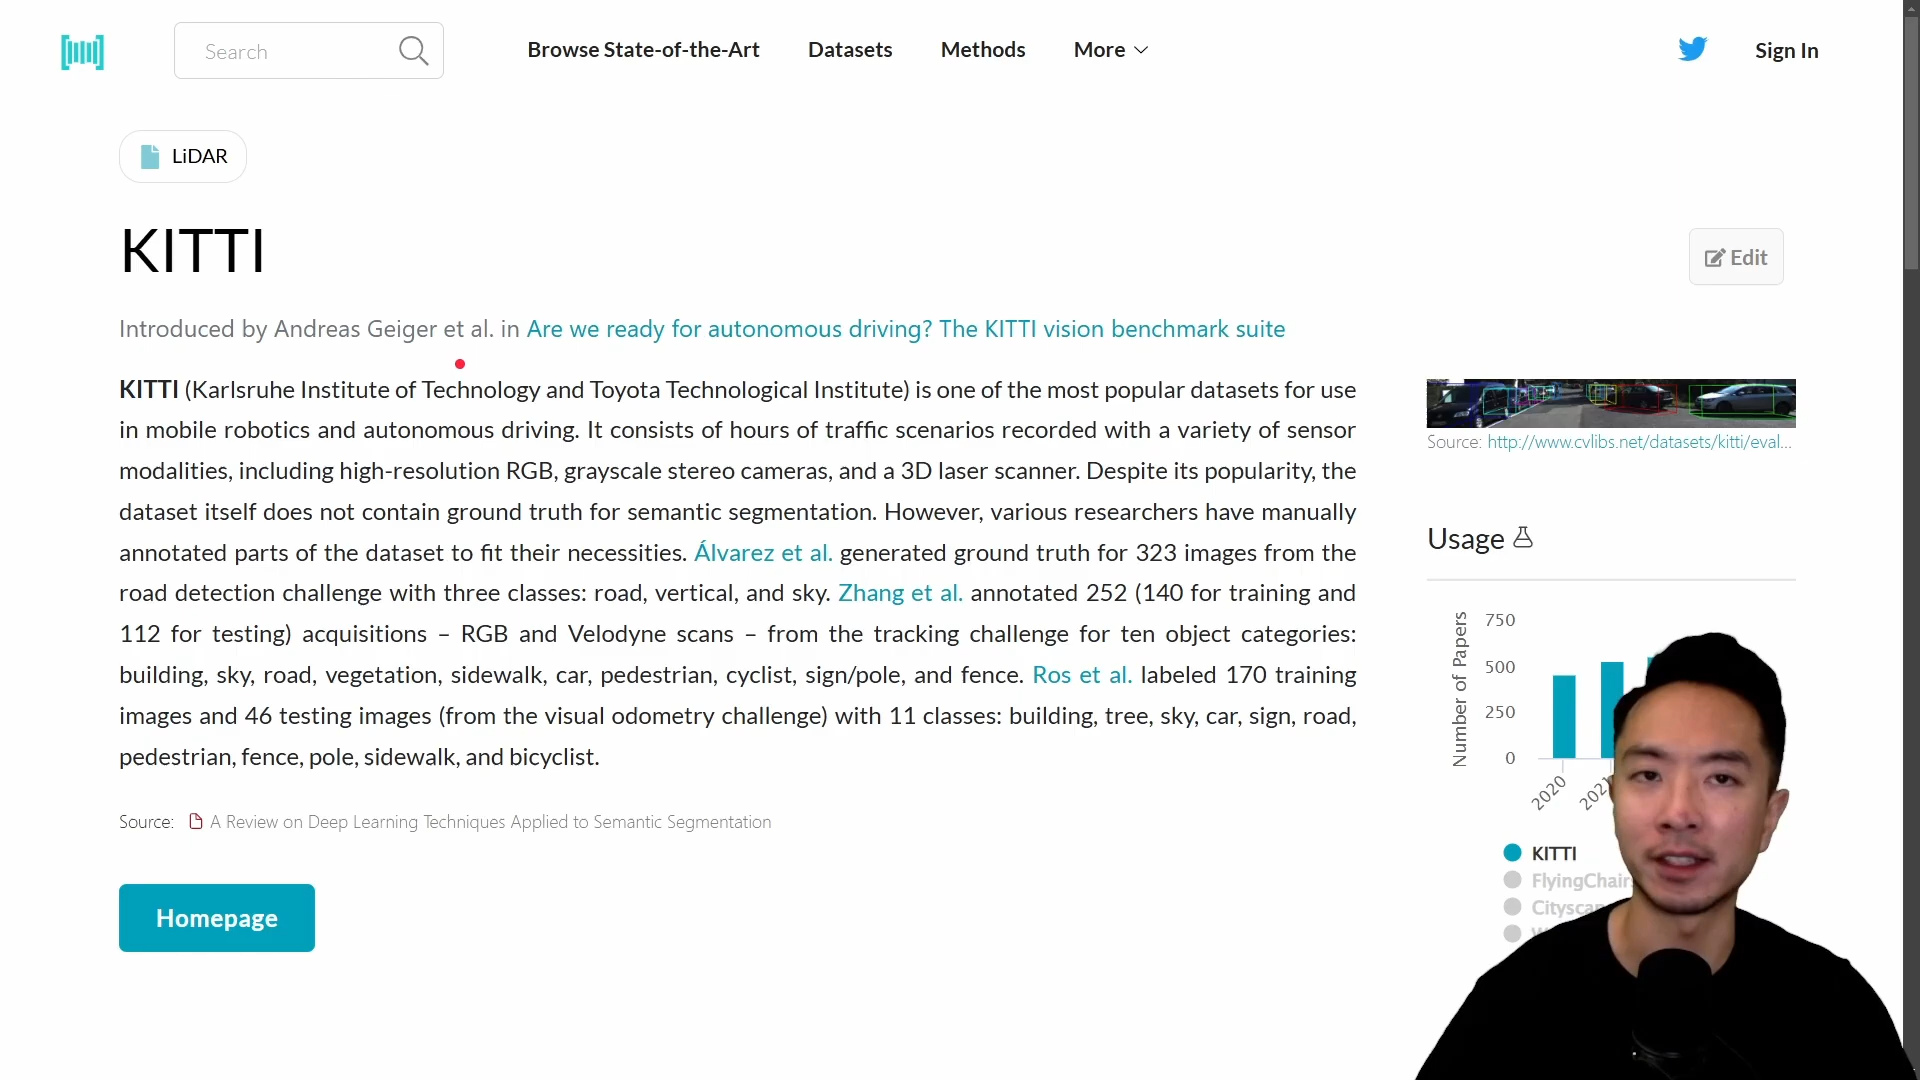 Search
Browse State-of-the-Art
Datasets
Methods
More
Sign In
LiDAR
KITTI
Edit
Introduced by Andreas Geiger et al. in Are we ready for autonomous driving? The KITTI vision benchmark suite
KITTI (Karlsruhe Institute of Technology and Toyota Technological Institute) is one of the most popular datasets for use
in mobile robotics and autonomous driving. It consists of hours of traffic scenarios recorded with a variety of sensor
modalities, including high-resolution RGB, grayscale stereo cameras, and a 3D laser scanner. Despite its popularity, the
dataset itself does not contain ground truth for semantic segmentation. However, various researchers have manually
annotated parts of the dataset to fit their necessities. Álvarez et al. generated ground truth for 323 images from the
road detection challenge with three classes: road, vertical, and sky. Zhang et al. annotated 252 (140 for training and
112 for testing) acquisitions – RGB and Velodyne scans – from the tracking challenge for ten object categories:
building, sky, road, vegetation, sidewalk, car, pedestrian, cyclist, sign/pole, and fence. Ros et al. labeled 170 training
images and 46 testing images (from the visual odometry challenge) with 11 classes: building, tree, sky, car, sign, road,
pedestrian, fence, pole, sidewalk, and bicyclist.
Source: A Review on Deep Learning Techniques Applied to Semantic Segmentation
Homepage
Source: http://www.cvlibs.net/datasets/kitti/eval...
Usage
Number of Papers
750
500
250
0
2020
2021
KITTI
FlyingChair
Cityscap